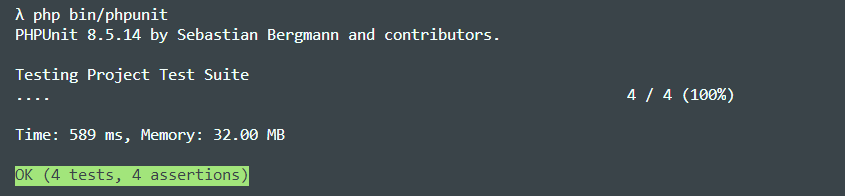 λ php bin/phpunit
PHPUnit 8.5.14 by Sebastian Bergmann and contributors.
Testing Project Test Suite
.... 4 / 4 (100%)
Time: 589 ms, Memory: 32.00 MB
OK (4 tests, 4 assertions)